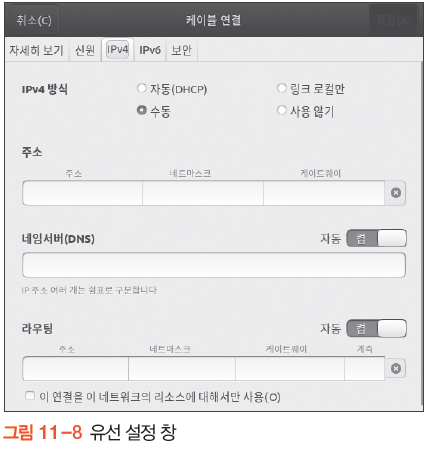 취소(C) 케이블 연결 적용(A)
자세히 보기 신원 IPv4 IPv6 보안
IPv4 방식 자동(DHCP) 링크 로컬만
수동 사용 않기
주소
주소 네트마스크 게이트웨이
네임서버(DNS) 자동 켬
IP 주소 여러 개는 쉼표로 구분합니다
라우팅 자동 켬
주소 네트마스크 게이트웨이 계측
이 연결을 이 네트워크의 리소스에 대해서만 사용(O)
그림 11-8 유선 설정 창